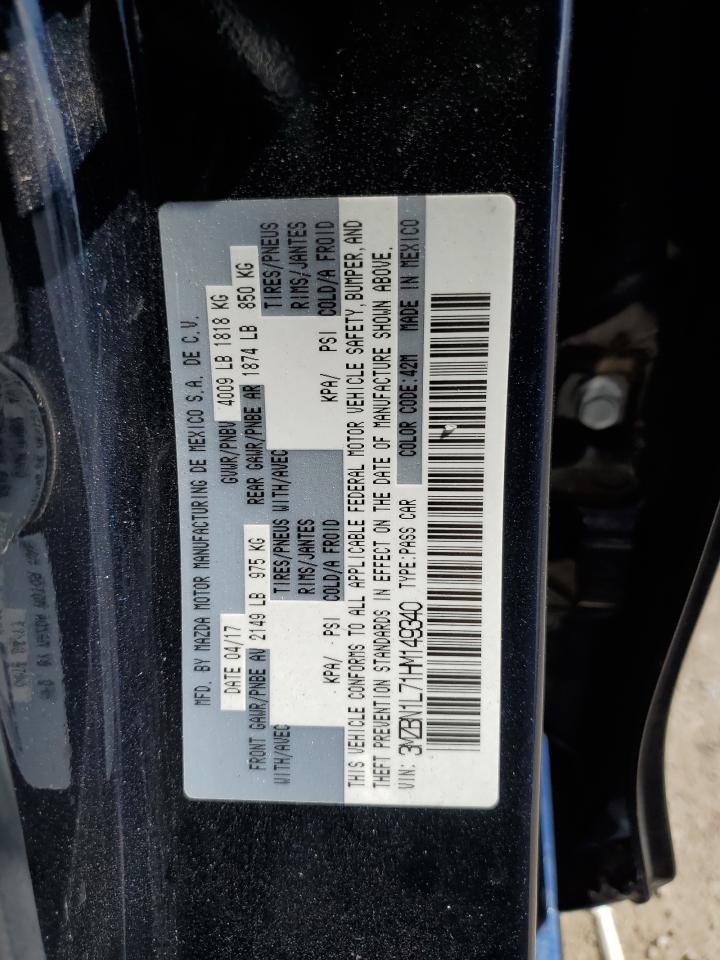 MFD. BY MAZDA MOTOR MANUFACTURING DE MEXICO S.A. DE C.V.
DATE 04/17 GVWR/PNBV 4009 LB 1818 KG
FRONT GAWR/PNBE AV 2149 LB 975 KG REAR GAWR/PNBE AR 1874 LB 850 KG
WITH/AVEC TIRES/PNEUS WITH/AVEC TIRES/PNEUS
RIMS/JANTES RIMS/JANTES
KPA/ PSI COLD/A FROID KPA/ PSI COLD/A FROID
THIS VEHICLE CONFORMS TO ALL APPLICABLE FEDERAL MOTOR VEHICLE SAFETY, BUMPER, AND
THEFT PREVENTION STANDARDS IN EFFECT ON THE DATE OF MANUFACTURE SHOWN ABOVE.
VIN: 3MZBN1L71HM149340 TYPE:PASS CAR COLOR CODE:42M MADE IN MEXICO